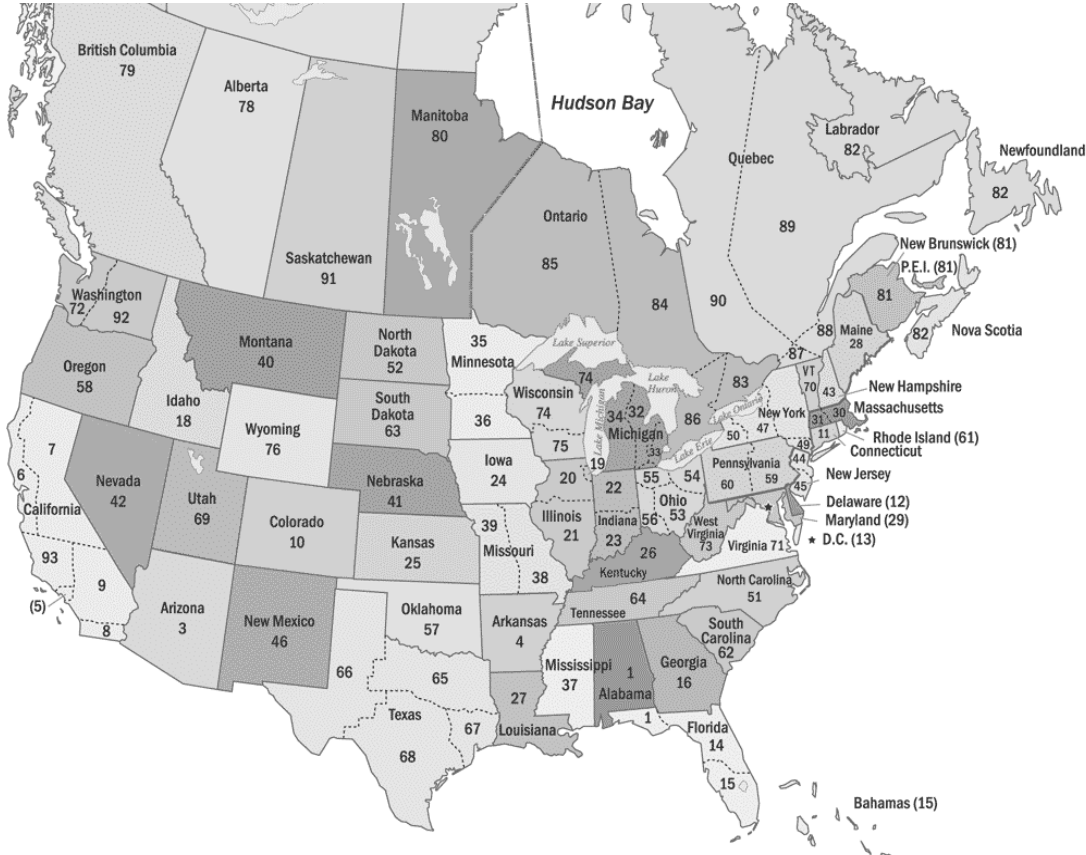 British Columbia
79
Alberta
78
Manitoba
80
Hudson Bay
Labrador
82
Newfoundland
82
Quebec
89
Ontario
85
Saskatchewan
91
New Brunswick (81)
P.E.I. (81)
81
84
90
88
Maine
28
82
Nova Scotia
Washington
72
92
Montana
40
North
Dakota
52
35
Minnesota
Lake Superior
87
Oregon
58
Idaho
18
South
Dakota
63
36
Wisconsin
74
74
Lake Michigan
34
32
Michigan
33
Lake
Huron
83
86
Lake Ontario
VT
70
43
New Hampshire
Massachusetts
31
30
11
Rhode Island (61)
Connecticut
New York
47
50
49
44
Wyoming
76
75
19
Lake Erie
7
6
California
Nevada
42
Utah
69
Colorado
10
Nebraska
41
Iowa
24
20
Illinois
21
22
Indiana
23
55
54
Ohio
53
56
Pennsylvania
60
59
45
New Jersey
Delaware (12)
Maryland (29)
★ D.C. (13)
West
Virginia
73
Virginia 71
39
Missouri
38
Kansas
25
26
Kentucky
93
9
(5)
8
Arizona
3
New Mexico
46
Oklahoma
57
Arkansas
4
64
Tennessee
North Carolina
51
South
Carolina
62
66
65
Texas
67
68
27
Louisiana
Mississippi
37
1
Alabama
Georgia
16
1
Florida
14
15
Bahamas (15)